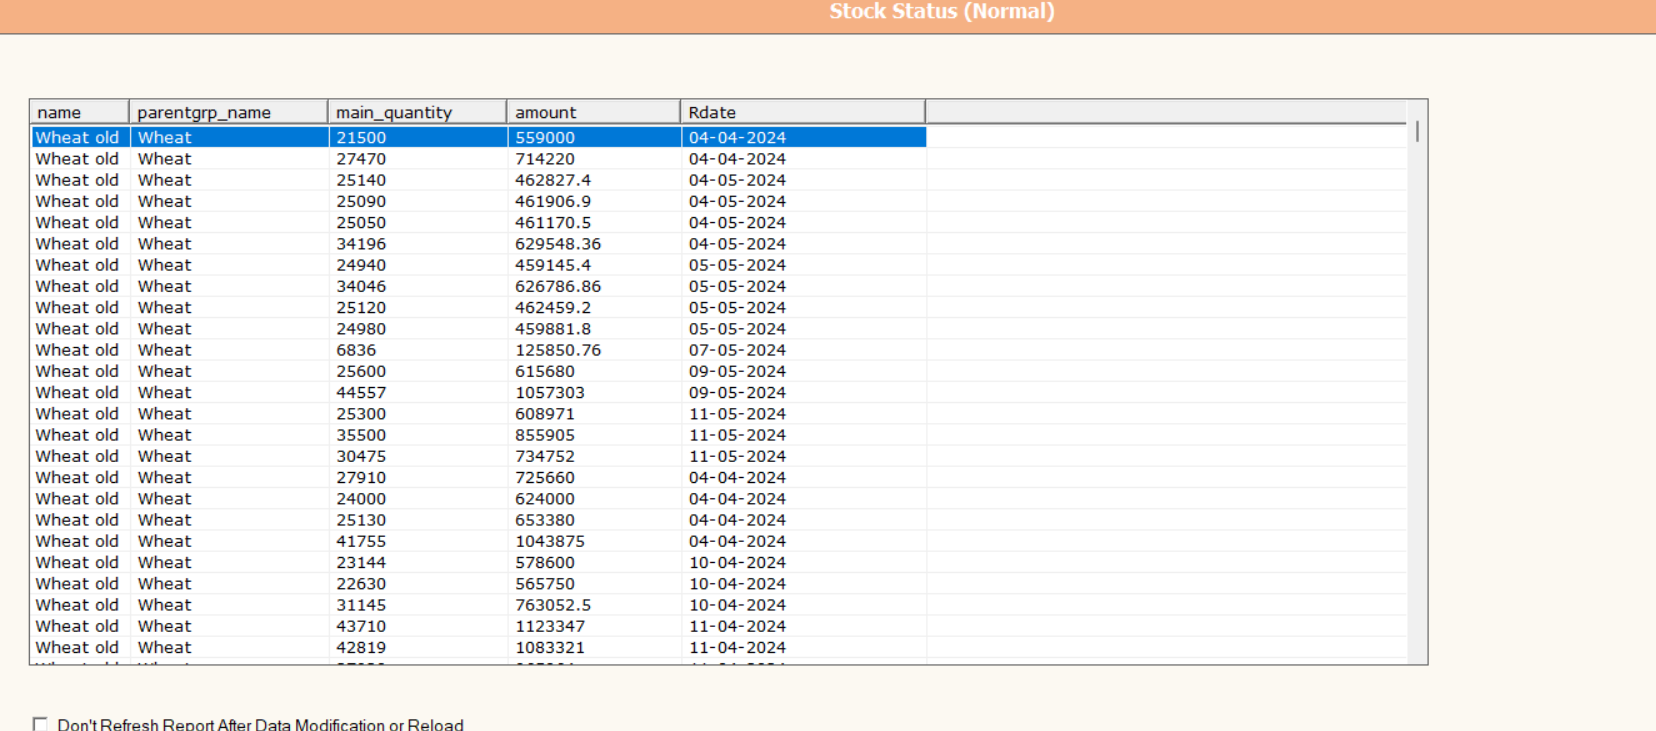 Stock Status (Normal)
name parentgrp_name main_quantity amount Rdate
Wheat old Wheat 21500 559000 04-04-2024
Wheat old Wheat 27470 714220 04-04-2024
Wheat old Wheat 25140 462827.4 04-05-2024
Wheat old Wheat 25090 461906.9 04-05-2024
Wheat old Wheat 25050 461170.5 04-05-2024
Wheat old Wheat 34196 629548.36 04-05-2024
Wheat old Wheat 24940 459145.4 05-05-2024
Wheat old Wheat 34046 626786.86 05-05-2024
Wheat old Wheat 25120 462459.2 05-05-2024
Wheat old Wheat 24980 459881.8 05-05-2024
Wheat old Wheat 6836 125850.76 07-05-2024
Wheat old Wheat 25600 615680 09-05-2024
Wheat old Wheat 44557 1057303 09-05-2024
Wheat old Wheat 25300 608971 11-05-2024
Wheat old Wheat 35500 855905 11-05-2024
Wheat old Wheat 30475 734752 11-05-2024
Wheat old Wheat 27910 725660 04-04-2024
Wheat old Wheat 24000 624000 04-04-2024
Wheat old Wheat 25130 653380 04-04-2024
Wheat old Wheat 41755 1043875 04-04-2024
Wheat old Wheat 23144 578600 10-04-2024
Wheat old Wheat 22630 565750 10-04-2024
Wheat old Wheat 31145 763052.5 10-04-2024
Wheat old Wheat 43710 1123347 11-04-2024
Wheat old Wheat 42819 1083321 11-04-2024
Don't Refresh Report After Data Modification or Reload